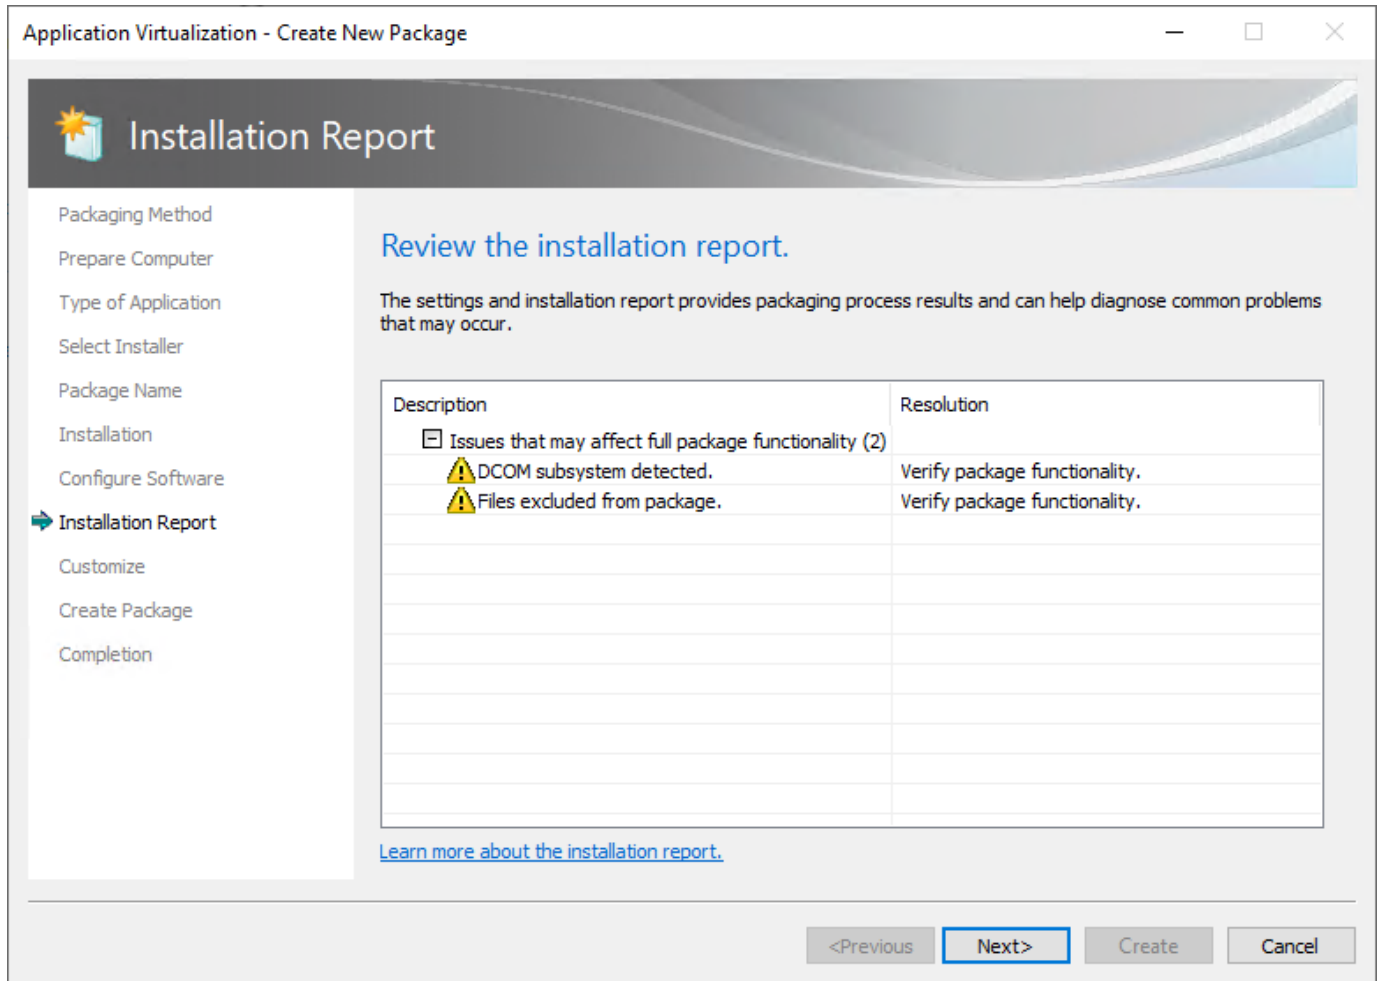 Application Virtualization - Create New Package
Installation Report
Packaging Method
Prepare Computer
Type of Application
Select Installer
Package Name
Installation
Configure Software
Installation Report
Customize
Create Package
Completion
Review the installation report.
The settings and installation report provides packaging process results and can help diagnose common problems
that may occur.
Description Resolution
Issues that may affect full package functionality (2)
DCOM subsystem detected. Verify package functionality.
Files excluded from package. Verify package functionality.
Learn more about the installation report.
<Previous Next> Create Cancel